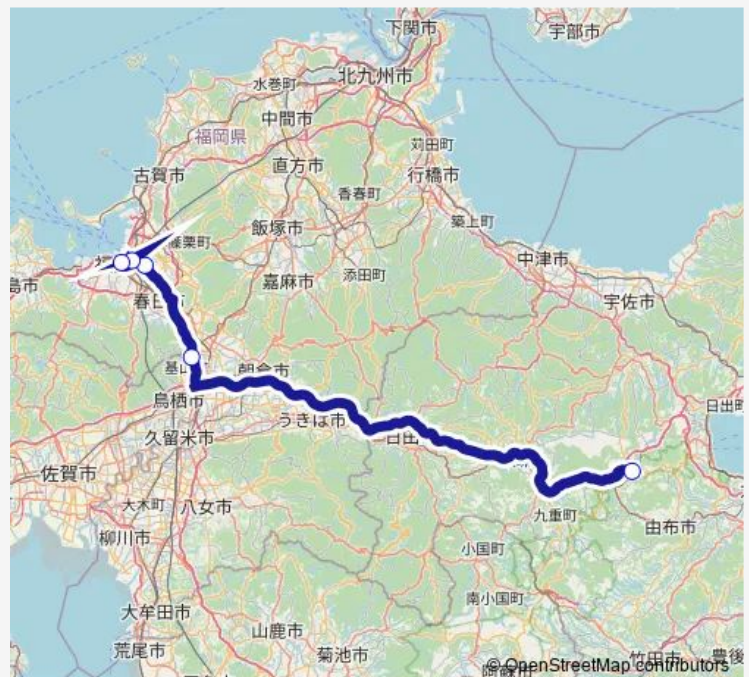 下関市
宇部市
北九州市
水巻町
中間市
福岡県
苅田町
古賀市
直方市
行橋市
香春町
築上町
篠栗町
飯塚市
中津市
添田町
嘉麻市
島市
宇佐市
朝倉市
鳥栖市
日出町
うきは市
久留米市
佐賀市
大木町
八女市
九重町
由布市
柳川市
小国町
南小国町
大牟田市
山鹿市
荒尾市
菊池市
竹田市
豊後
© OpenStreetMap contributors